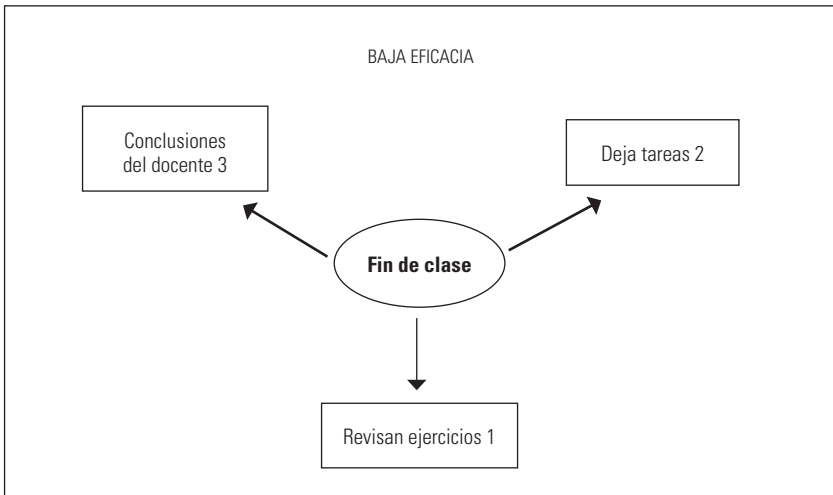 BAJA EFICACIA
Conclusiones
del docente 3
Deja tareas 2
Fin de clase
Revisan ejercicios 1